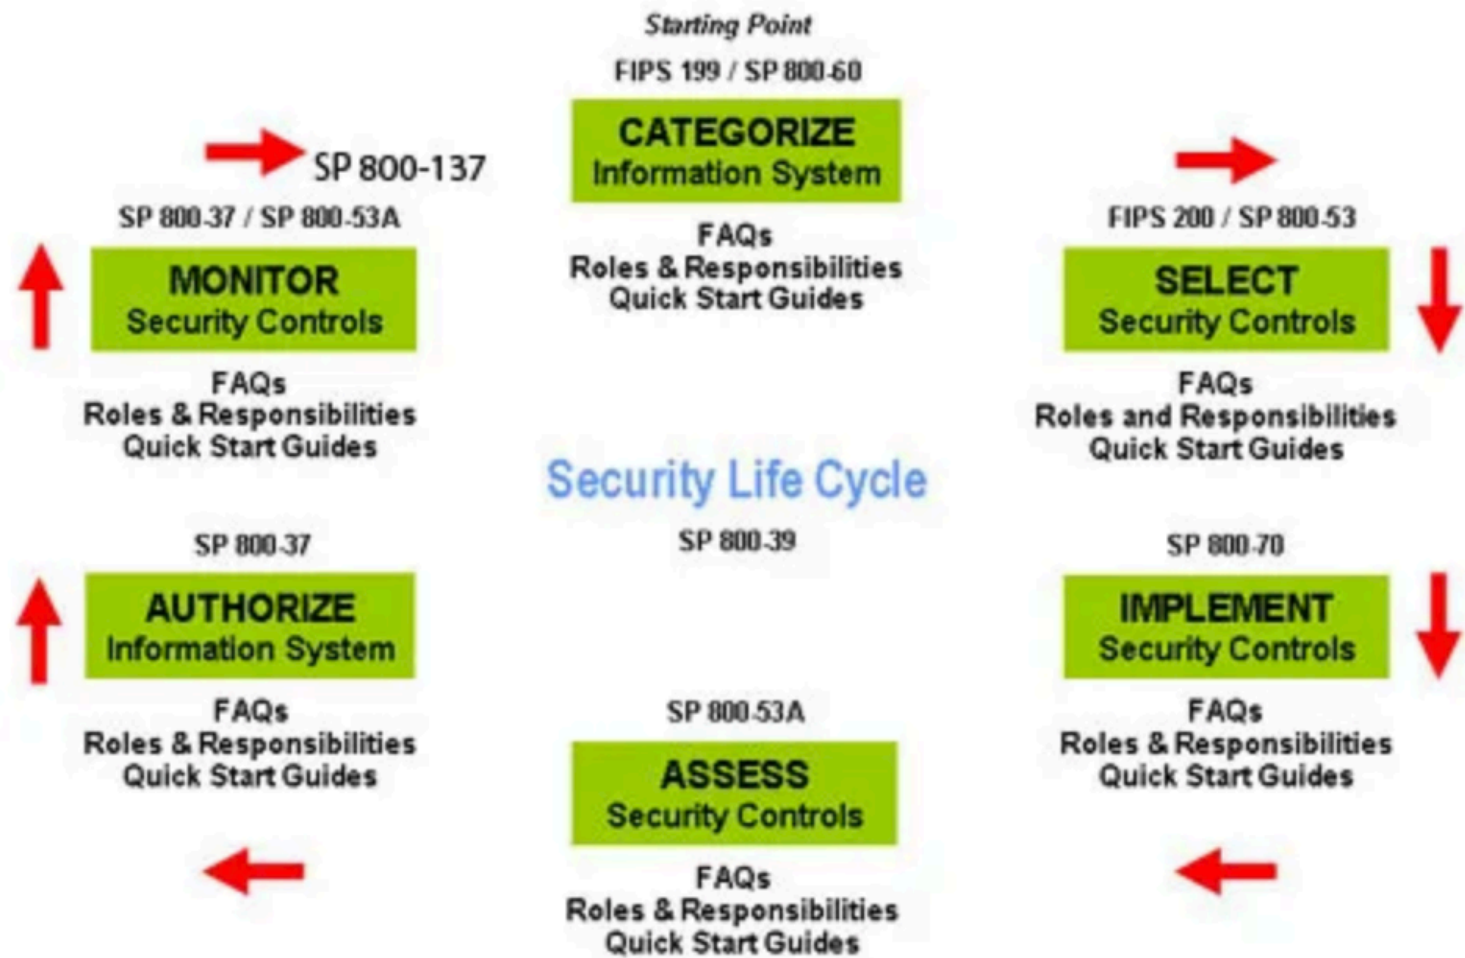 Starting Point
FIPS 199 / SP 800-60
CATEGORIZE
Information System
FAQs
Roles & Responsibilities
Quick Start Guides
FIPS 200 / SP 800-53
SELECT
Security Controls
FAQs
Roles and Responsibilities
Quick Start Guides
SP 800-70
IMPLEMENT
Security Controls
FAQs
Roles & Responsibilities
Quick Start Guides
SP 800-53A
ASSESS
Security Controls
FAQs
Roles & Responsibilities
Quick Start Guides
SP 800-37
AUTHORIZE
Information System
FAQs
Roles & Responsibilities
Quick Start Guides
SP 800-137
SP 800-37 / SP 800-53A
MONITOR
Security Controls
FAQs
Roles & Responsibilities
Quick Start Guides
Security Life Cycle
SP 800-39